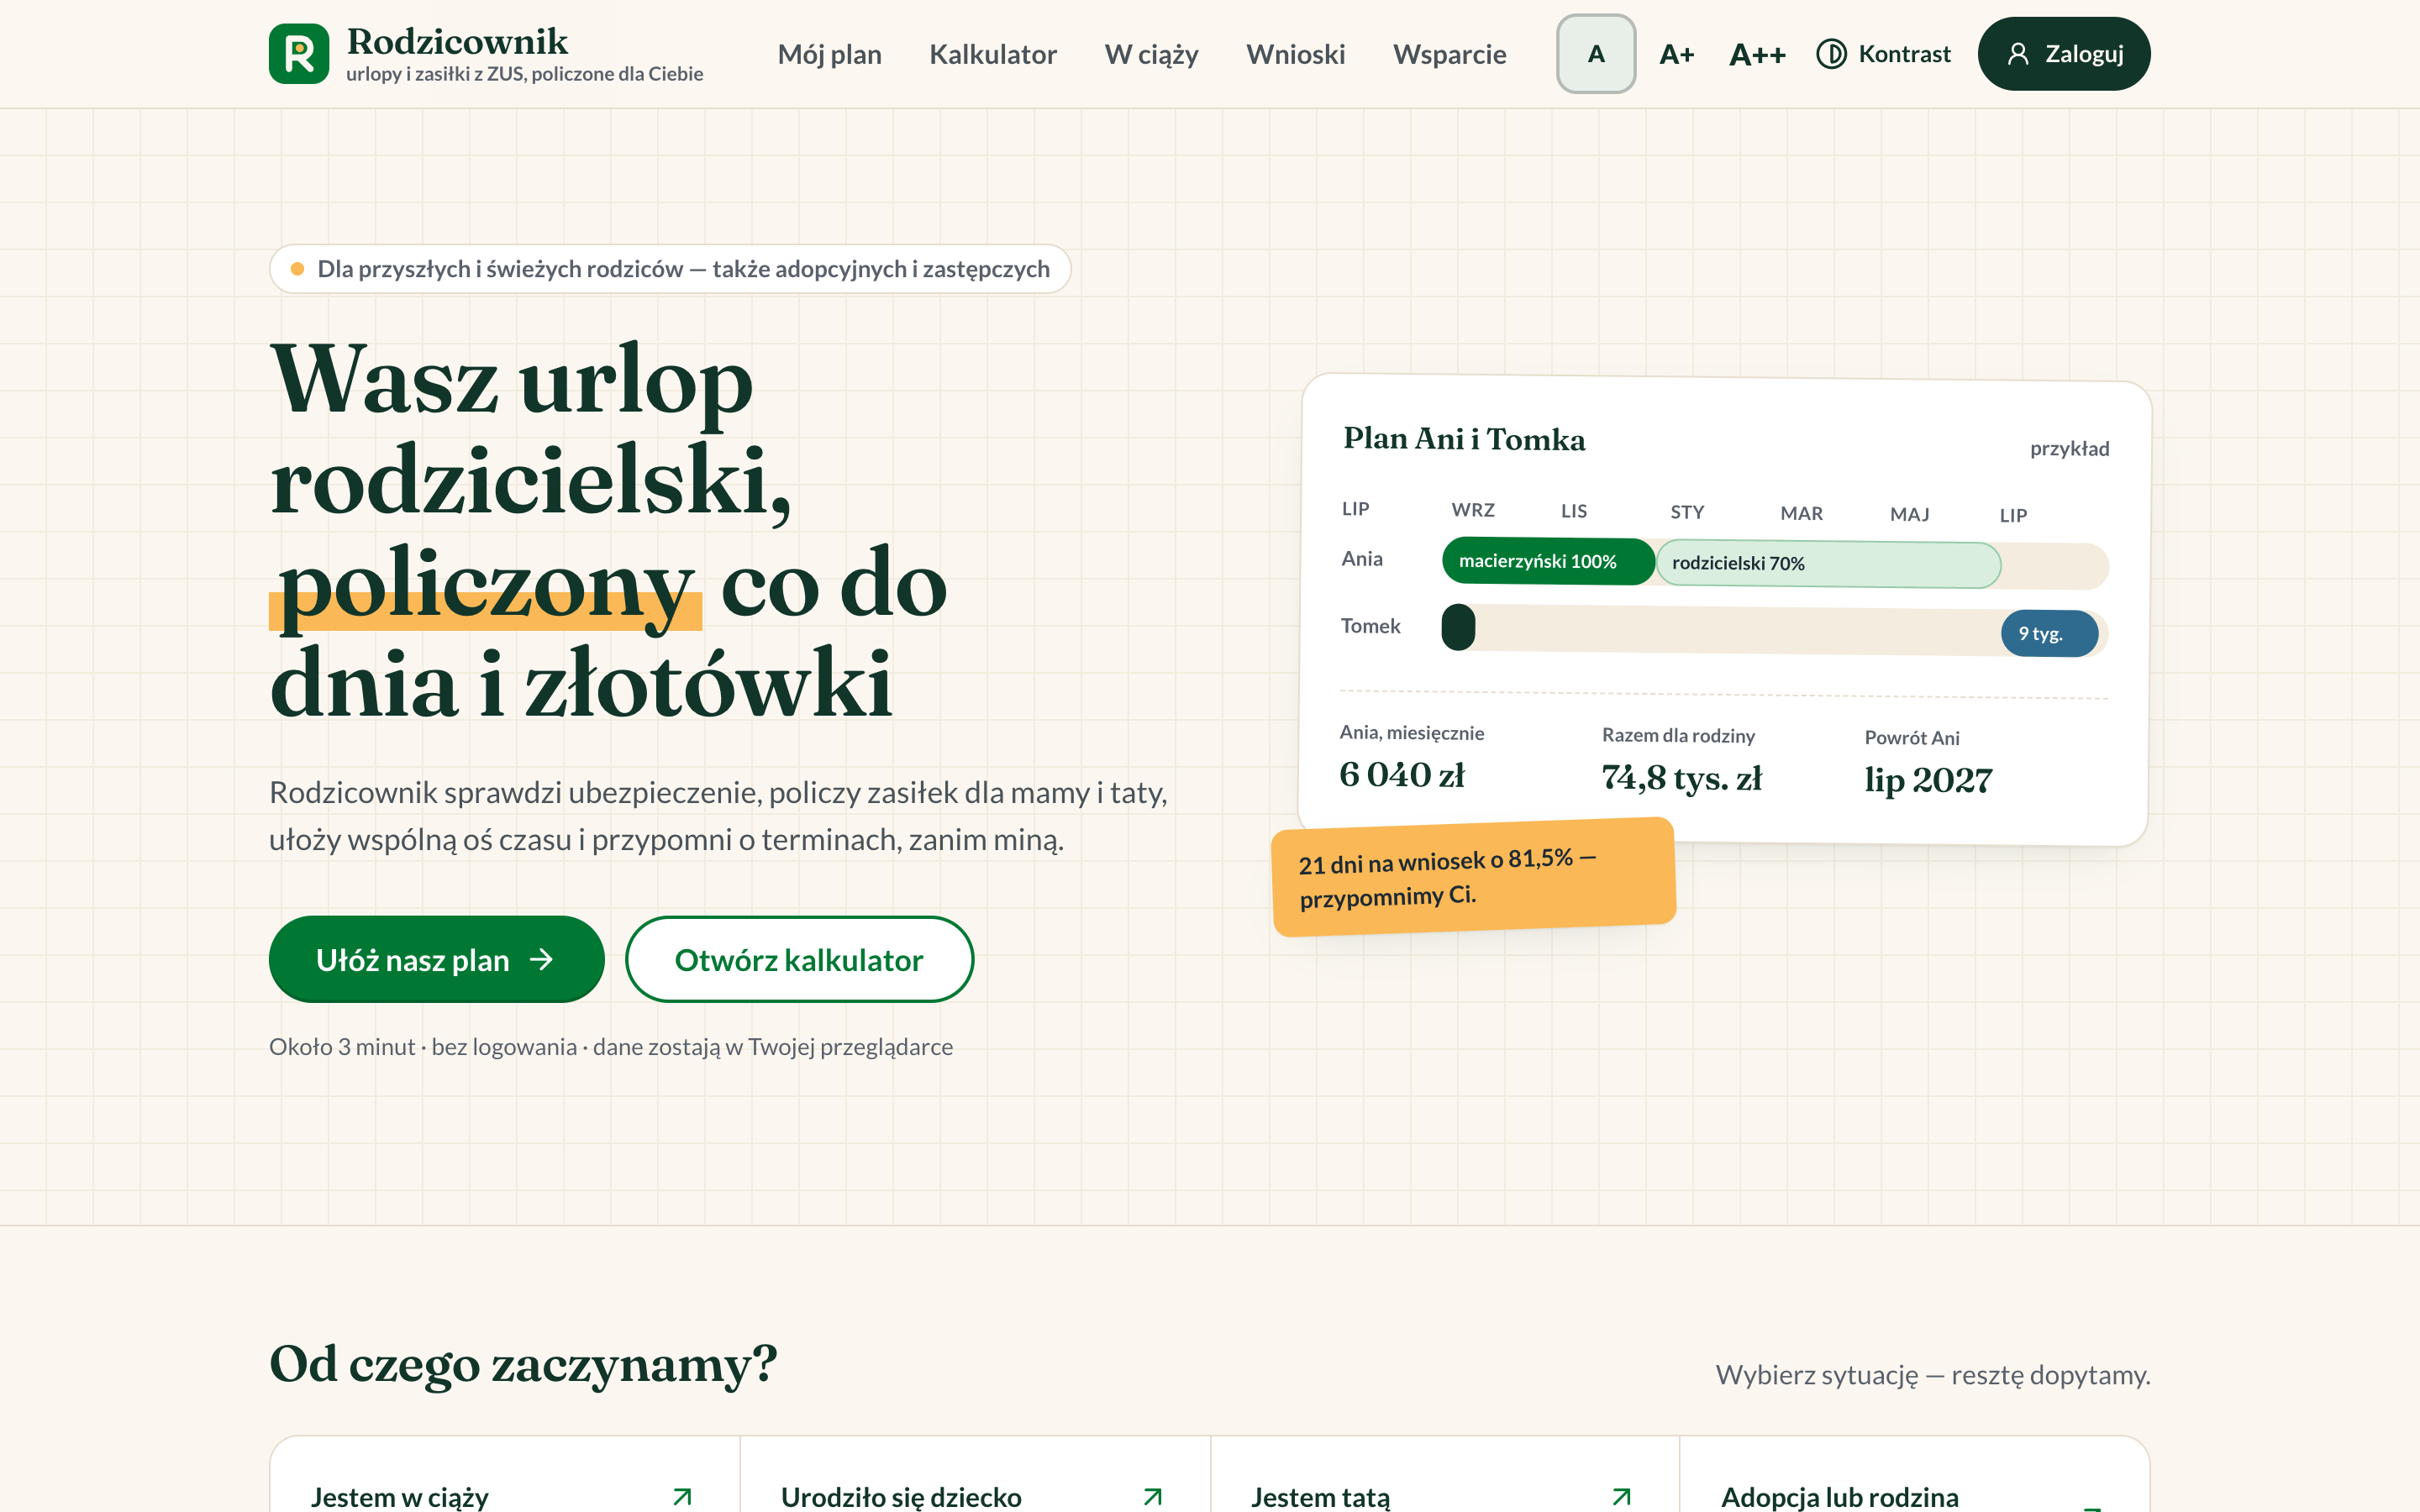 Rodzicownik
urlopy i zasiłki z ZUS, policzone dla Ciebie
Mój plan
Kalkulator
W ciąży
Wnioski
Wsparcie
A
A+
A++
Kontrast
Zaloguj
Dla przyszłych i świeżych rodziców — także adopcyjnych i zastępczych
Wasz urlop
rodzicielski,
policzony co do
dnia i złotówki
Rodzicownik sprawdzi ubezpieczenie, policzy zasiłek dla mamy i taty,
ułoży wspólną oś czasu i przypomni o terminach, zanim miną.
Ułóż nasz plan
Otwórz kalkulator
Około 3 minut · bez logowania · dane zostają w Twojej przeglądarce
Plan Ani i Tomka
przykład
LIP WRZ LIS STY MAR MAJ LIP
Ania
macierzyński 100%
rodzicielski 70%
Tomek
9 tyg.
Ania, miesięcznie
6 040 zł
Razem dla rodziny
74,8 tys. zł
Powrót Ani
lip 2027
21 dni na wniosek o 81,5% —
przypomnimy Ci.
Od czego zaczynamy?
Wybierz sytuację — resztę dopytamy.
Jestem w ciąży
Urodziło się dziecko
Jestem tatą
Adopcja lub rodzina